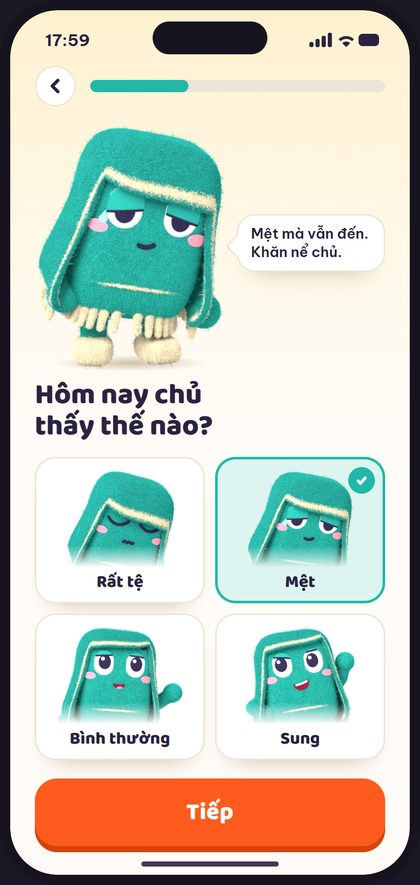 17:59
Mệt mà vẫn đến.
Khăn nể chủ.
Hôm nay chủ
thấy thế nào?
Rất tệ
Mệt
Bình thường
Sung
Tiếp